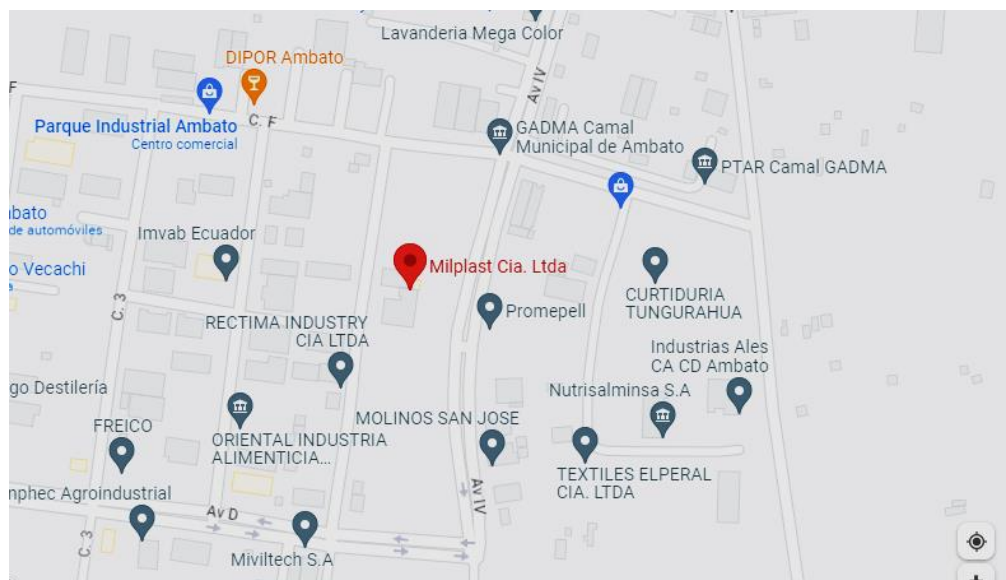 Lavanderia Mega Color
DIPOR Ambato
Av IV
F
C. F
Parque Industrial Ambato
Centro comercial
GADMA Camal
Municipal de Ambato
PTAR Camal GADMA
bato
de automóviles
Imvab Ecuador
o Vecachi
Milplast Cia. Ltda
CURTIDURIA
TUNGURAHUA
C. 3
Promepell
RECTIMA INDUSTRY
CIA LTDA
Industrias Ales
CA CD Ambato
go Destilería
Nutrisalminsa S.A
FREICO
MOLINOS SAN JOSE
ORIENTAL INDUSTRIA
ALIMENTICIA...
TEXTILES ELPERAL
CIA. LTDA
nphec Agroindustrial
Av D
Av IV
C. 3
Miviltech S.A